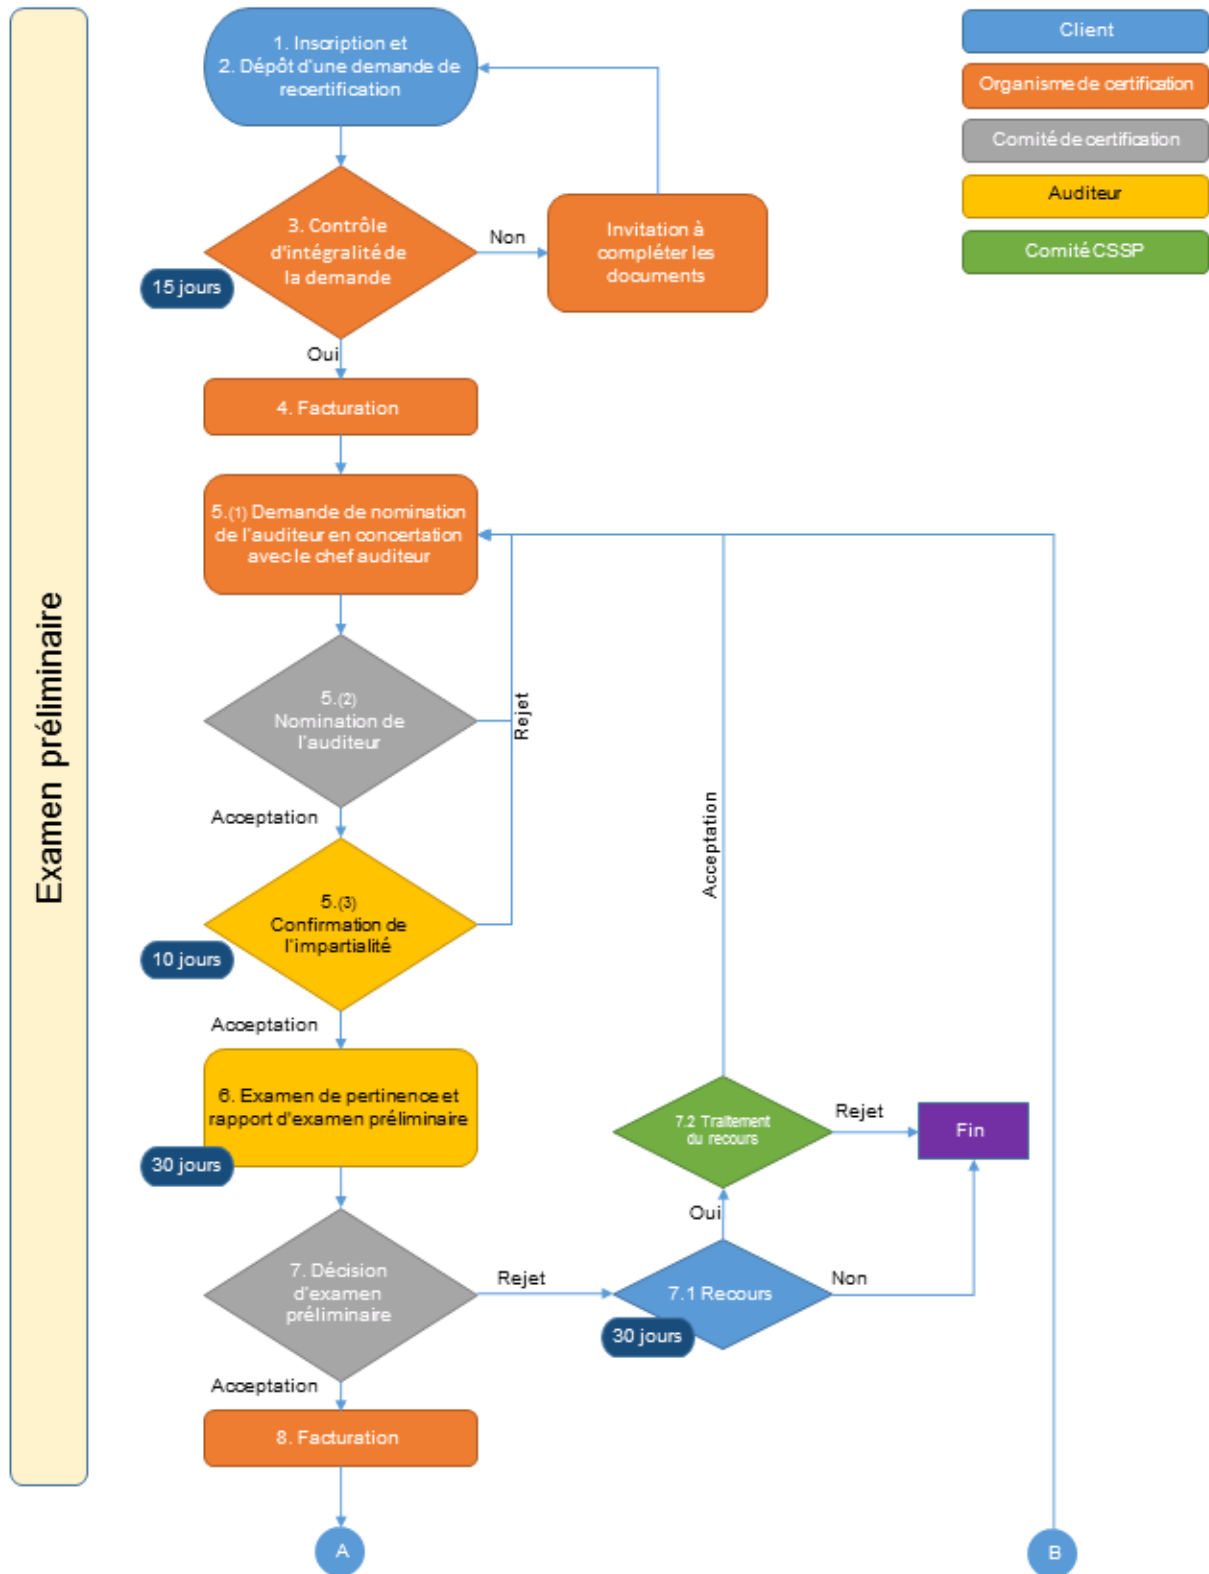 Examen préliminaire
1. Inscription et
2. Dépôt d'une demande de
recertification
Client
Organisme de certification
Comité de certification
Auditeur
Comité CSSP
3. Contrôle
d'intégralité de
la demande
15 jours
Non
Invitation à
compléter les
documents
Oui
4. Facturation
5.(1) Demande de nomination
de l'auditeur en concertation
avec le chef auditeur
5.(2)
Nomination de
l'auditeur
Rejet
Acceptation
5.(3)
Confirmation de
l'impartialité
10 jours
Acceptation
Acceptation
6. Examen de pertinence et
rapport d'examen préliminaire
30 jours
7.2 Traitement
du recours
Rejet
Fin
Oui
7. Décision
d'examen
préliminaire
Rejet
7.1 Recours
30 jours
Non
Acceptation
8. Facturation
A
B